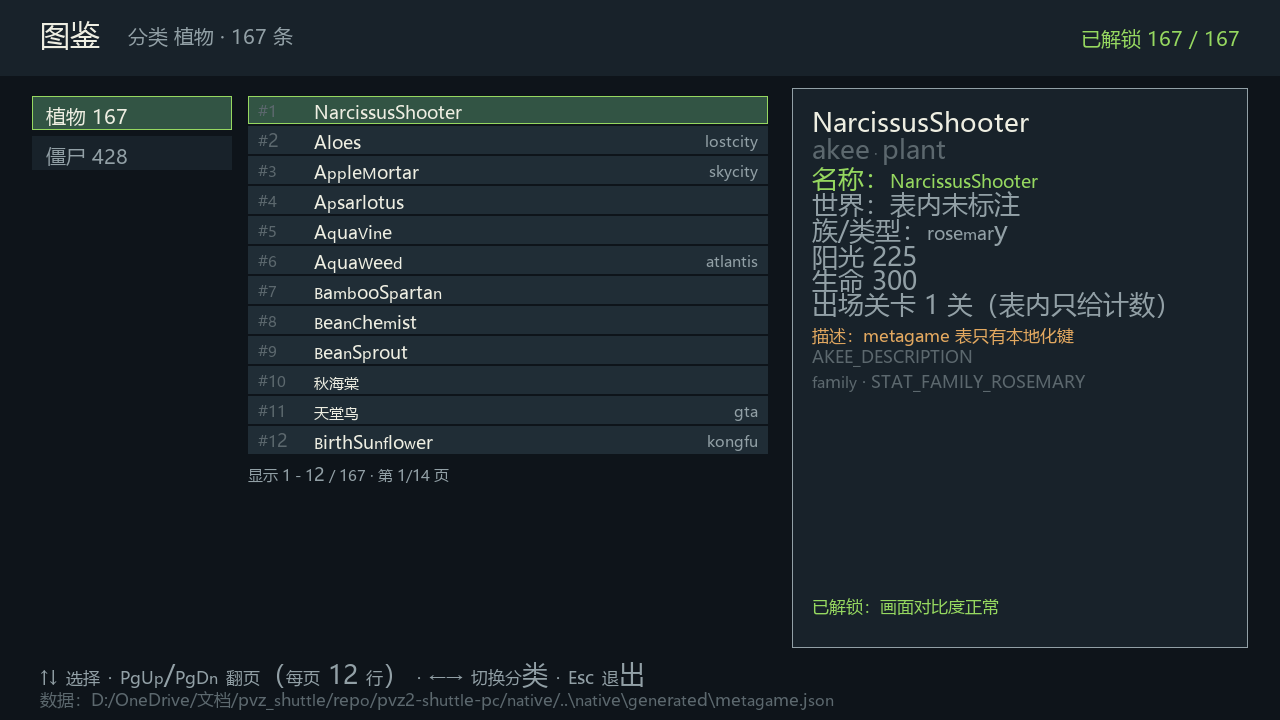 图鉴
分类 植物 · 167 条
已解锁 167 / 167
植物 167
僵尸 428
#1 NarcissusShooter
#2 Aloes lostcity
#3 AppleMortar skycity
#4 Apsarlotus
#5 AquaVine
#6 AquaWeed atlantis
#7 BambooSpartan
#8 BeanChemist
#9 BeanSprout
#10 秋海棠
#11 天堂鸟 gta
#12 BirthSunflower kongfu
显示 1 - 12 / 167 · 第 1/14 页
NarcissusShooter
akee · plant
名称：NarcissusShooter
世界：表内未标注
族/类型：rosemary
阳光 225
生命 300
出场关卡 1 关（表内只给计数）
描述：metagame 表只有本地化键
AKEE_DESCRIPTION
family · STAT_FAMILY_ROSEMARY
已解锁：画面对比度正常
↑↓ 选择 · PgUp/PgDn 翻页（每页 12 行） · ←→ 切换分类 · Esc 退出
数据：D:/OneDrive/文档/pvz_shuttle/repo/pvz2-shuttle-pc/native/..\native\generated\metagame.json